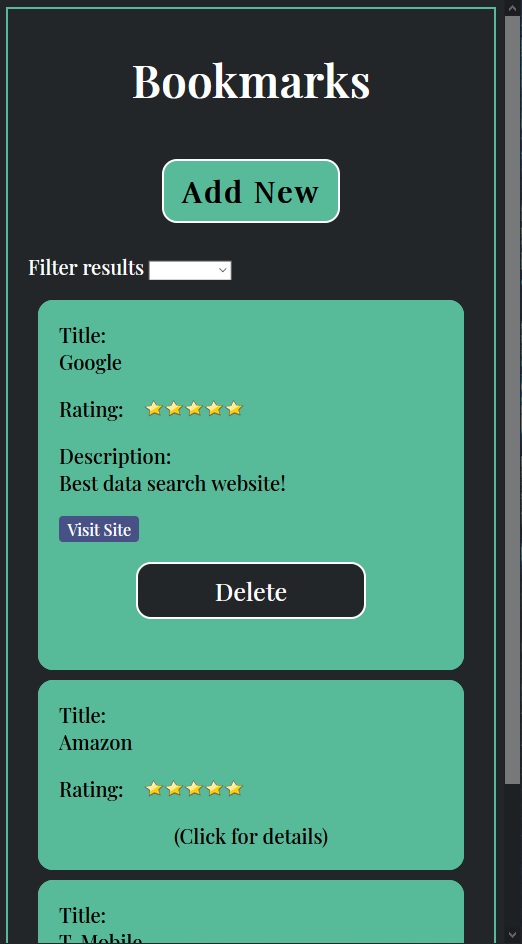 Bookmarks
Add New
Filter results
Title:
Google
Rating:
Description:
Best data search website!
Visit Site
Delete
Title:
Amazon
Rating:
(Click for details)
Title:
T-Mobile